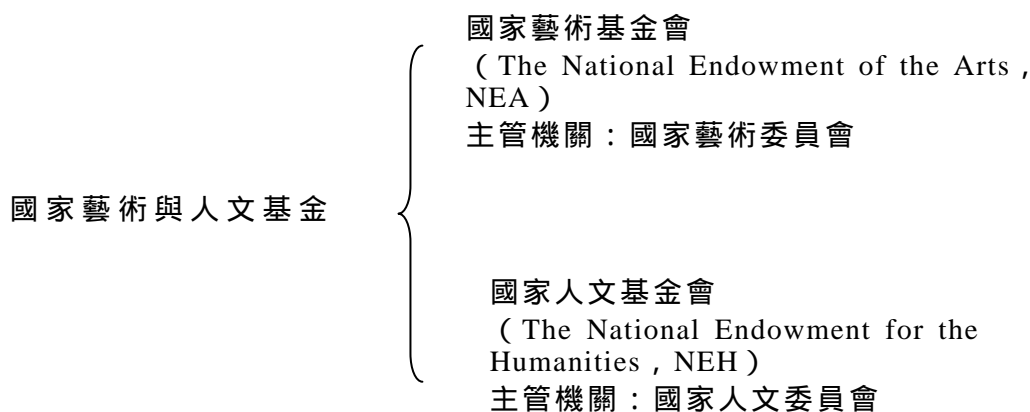 國家藝術基金會
（The National Endowment of the Arts，
NEA）
主管機關：國家藝術委員會
國家藝術與人文基金
國家人文基金會
（The National Endowment for the
Humanities，NEH）
主管機關：國家人文委員會